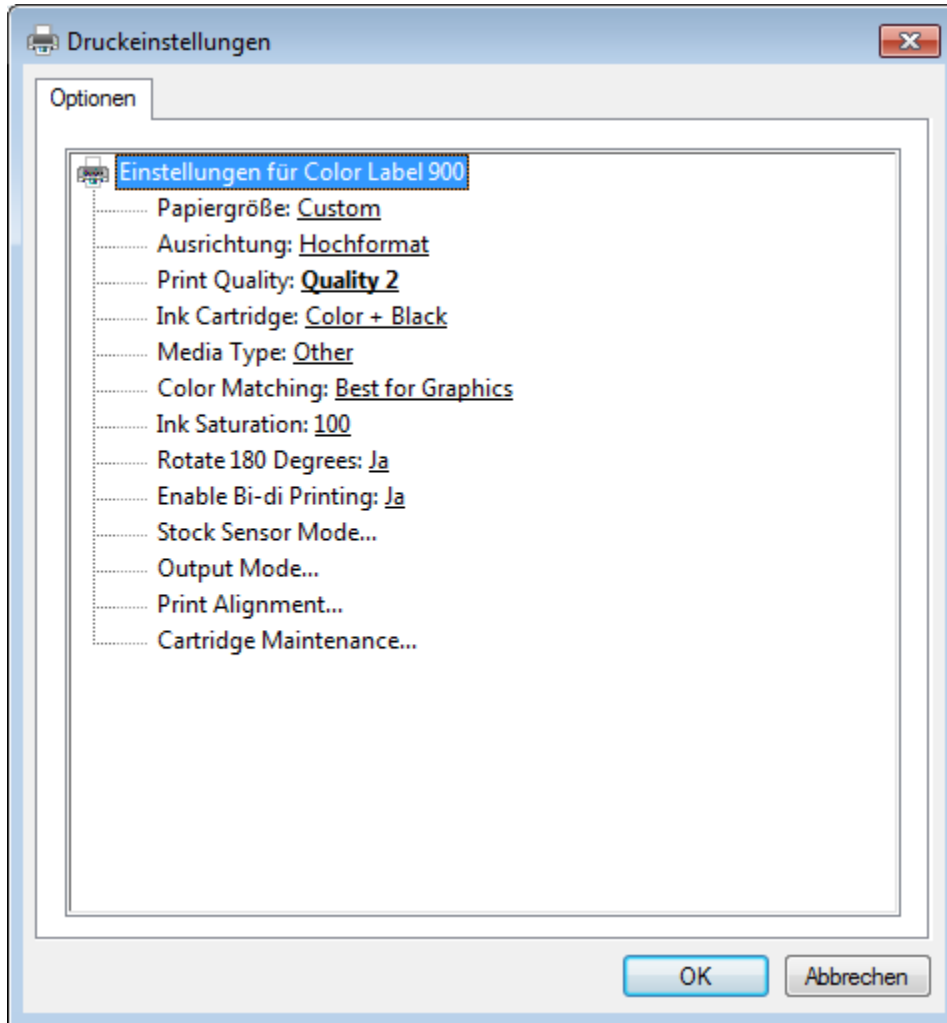 Druckeinstellungen
Optionen
Einstellungen für Color Label 900
Papiergröße: Custom
Ausrichtung: Hochformat
Print Quality: Quality 2
Ink Cartridge: Color + Black
Media Type: Other
Color Matching: Best for Graphics
Ink Saturation: 100
Rotate 180 Degrees: Ja
Enable Bi-di Printing: Ja
Stock Sensor Mode...
Output Mode...
Print Alignment...
Cartridge Maintenance...
OK
Abbrechen